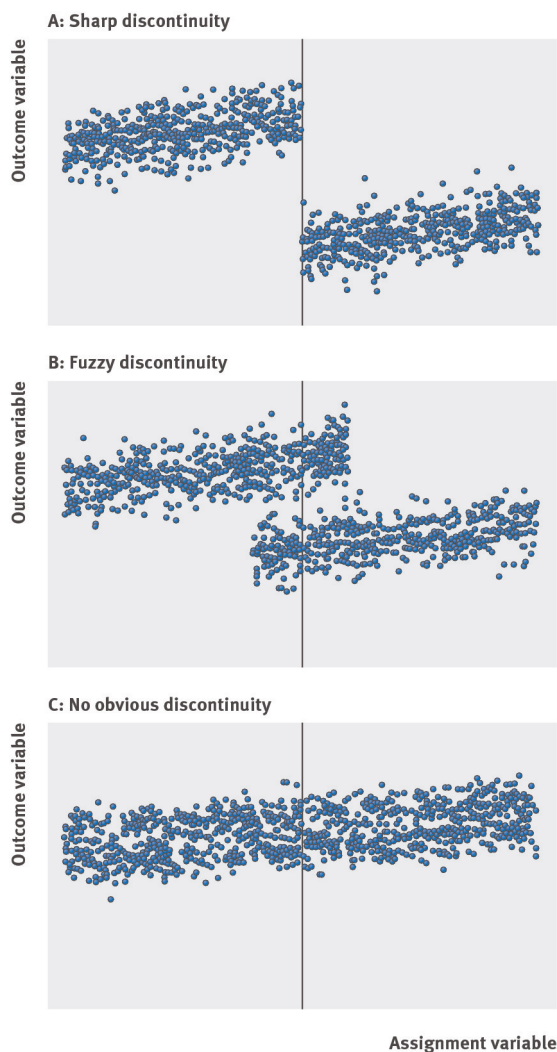 A: Sharp discontinuity
Outcome variable
B: Fuzzy discontinuity
Outcome variable
C: No obvious discontinuity
Outcome variable
Assignment variable